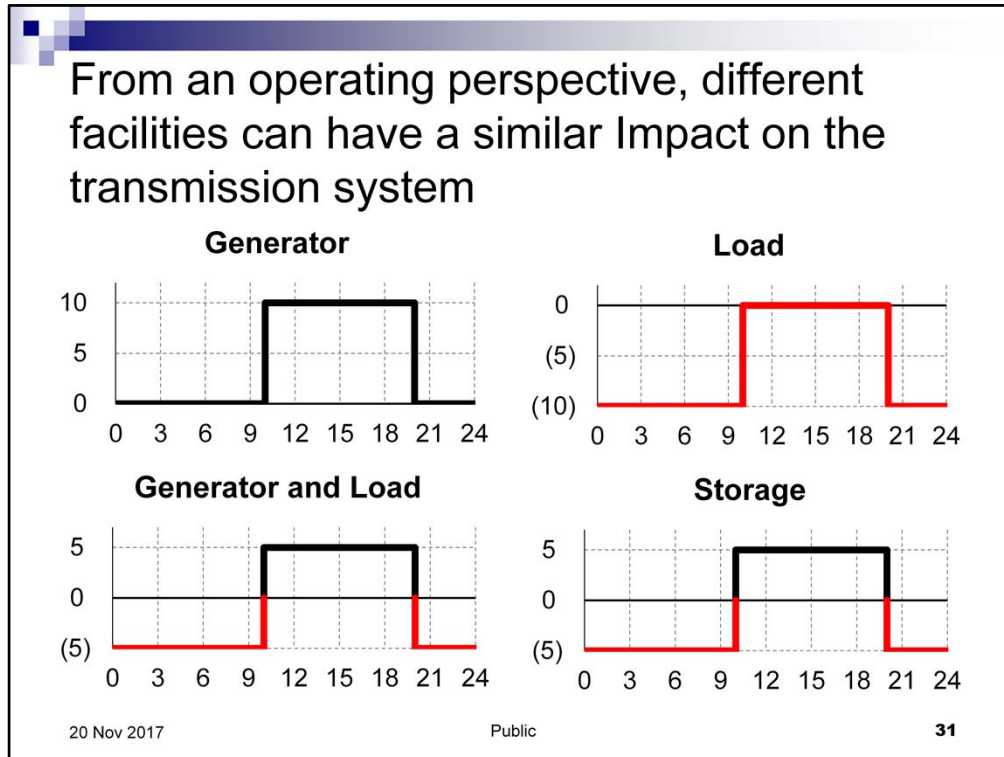 From an operating perspective, different
facilities can have a similar Impact on the
transmission system
Generator
10
5
0
0 3 6 9 12 15 18 21 24
Load
0
(5)
(10)
0 3 6 9 12 15 18 21 24
Generator and Load
5
0
(5)
0 3 6 9 12 15 18 21 24
Storage
5
0
(5)
0 3 6 9 12 15 18 21 24
20 Nov 2017
Public
31